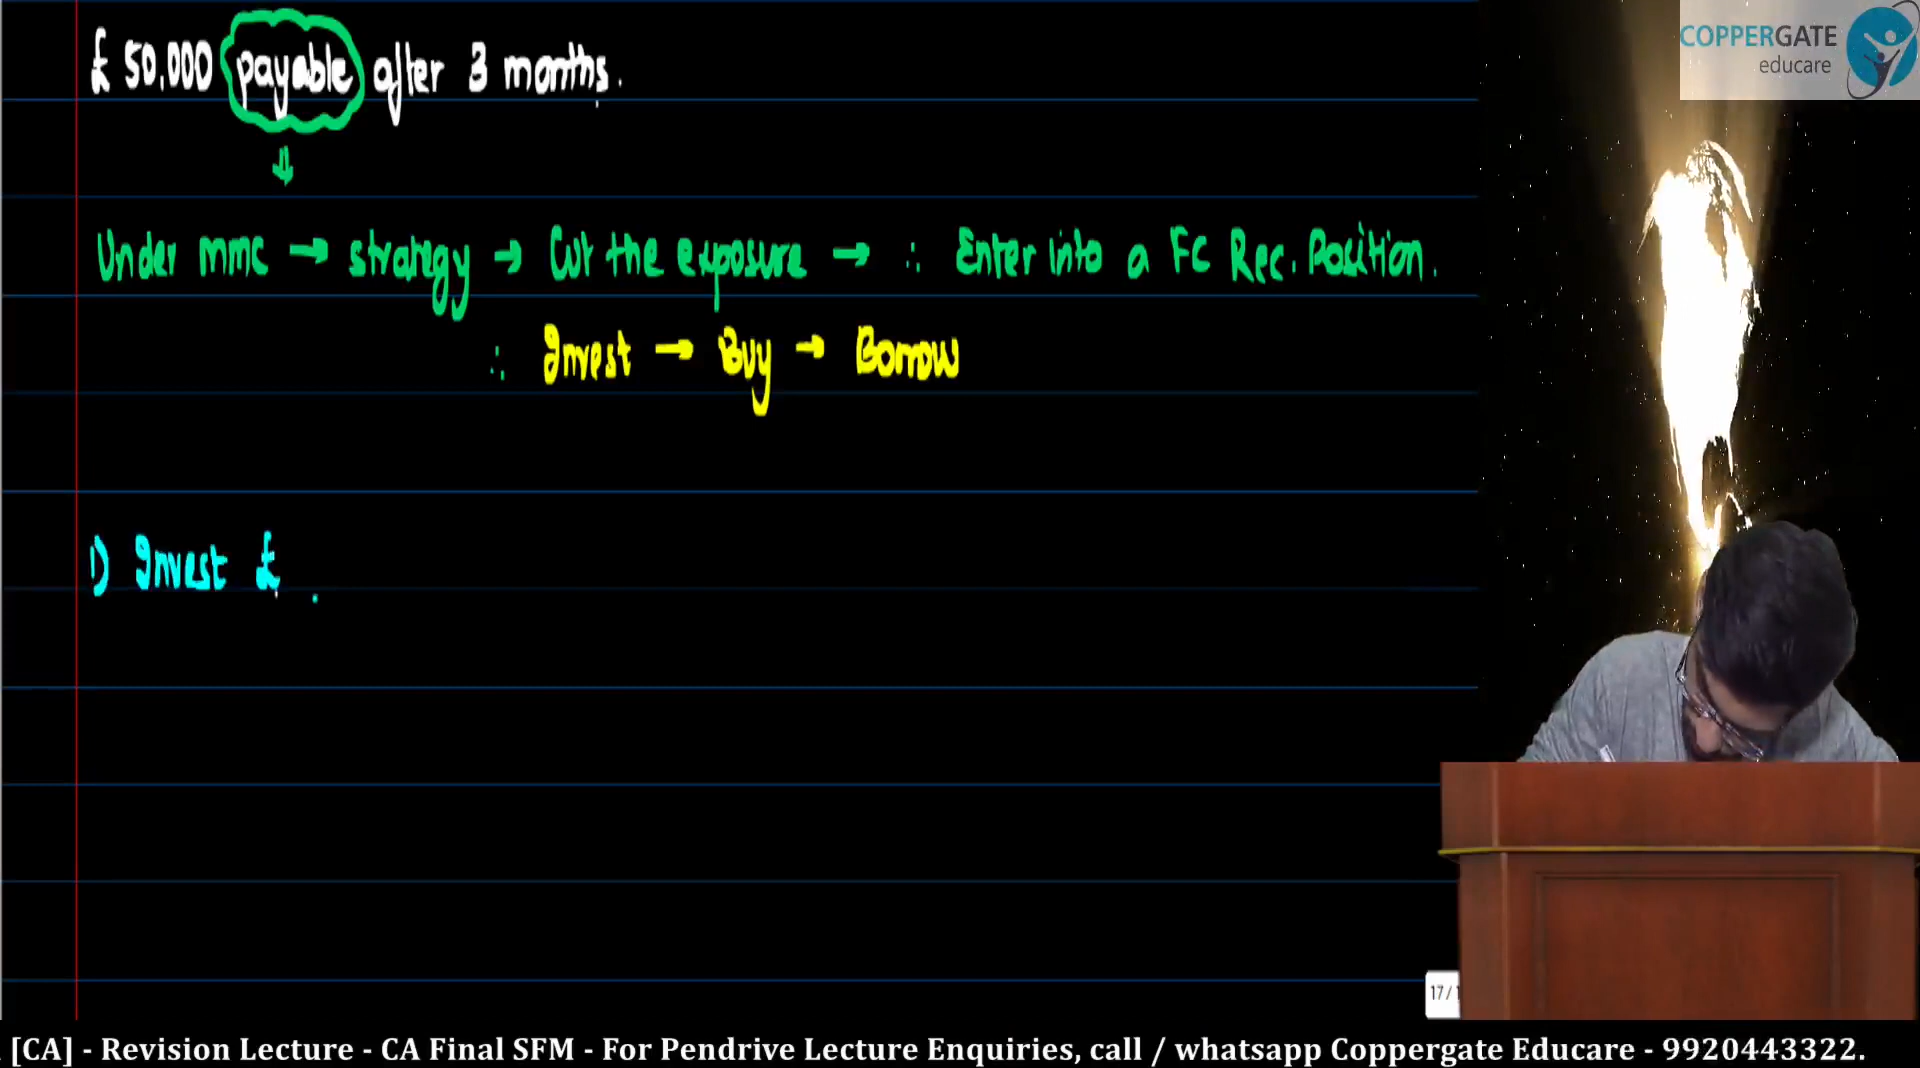 £ 50,000 payable after 3 months.
COPPERGATE
educare
Under MMC → strategy → Cut the exposure → ∴ Enter into a FC Rec. Position.
∴ Invest → Buy → Borrow
1) Invest £
17/1
[CA] - Revision Lecture - CA Final SFM - For Pendrive Lecture Enquiries, call / whatsapp Coppergate Educare - 9920443322.